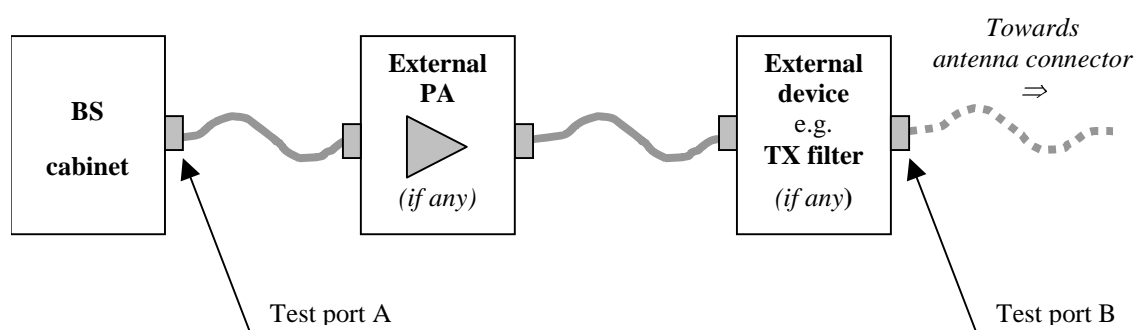 BS
cabinet
External
PA
(if any)
External
device
e.g.
TX filter
(if any)
Towards
antenna connector
⇒
Test port A
Test port B